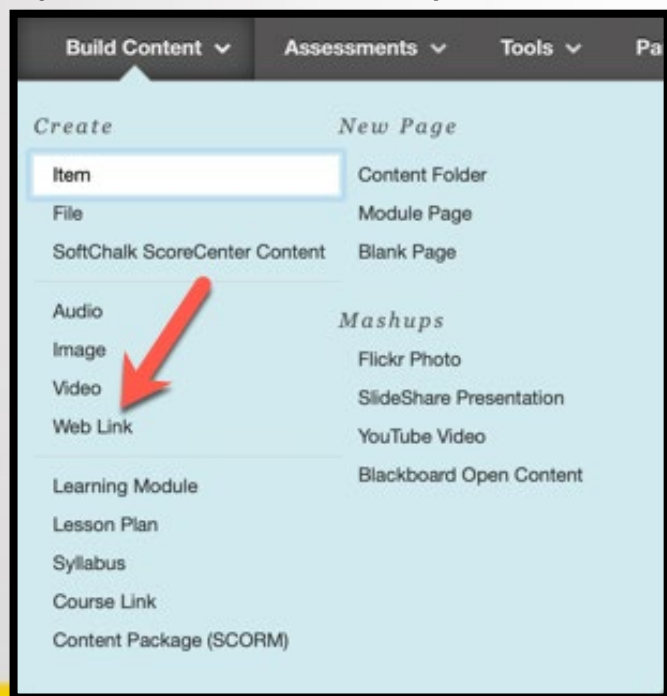 Build Content Assessments Tools Pa
Create
Item
File
SoftChalk ScoreCenter Content
Audio
Image
Video
Web Link
Learning Module
Lesson Plan
Syllabus
Course Link
Content Package (SCORM)
New Page
Content Folder
Module Page
Blank Page
Mashups
Flickr Photo
SlideShare Presentation
YouTube Video
Blackboard Open Content